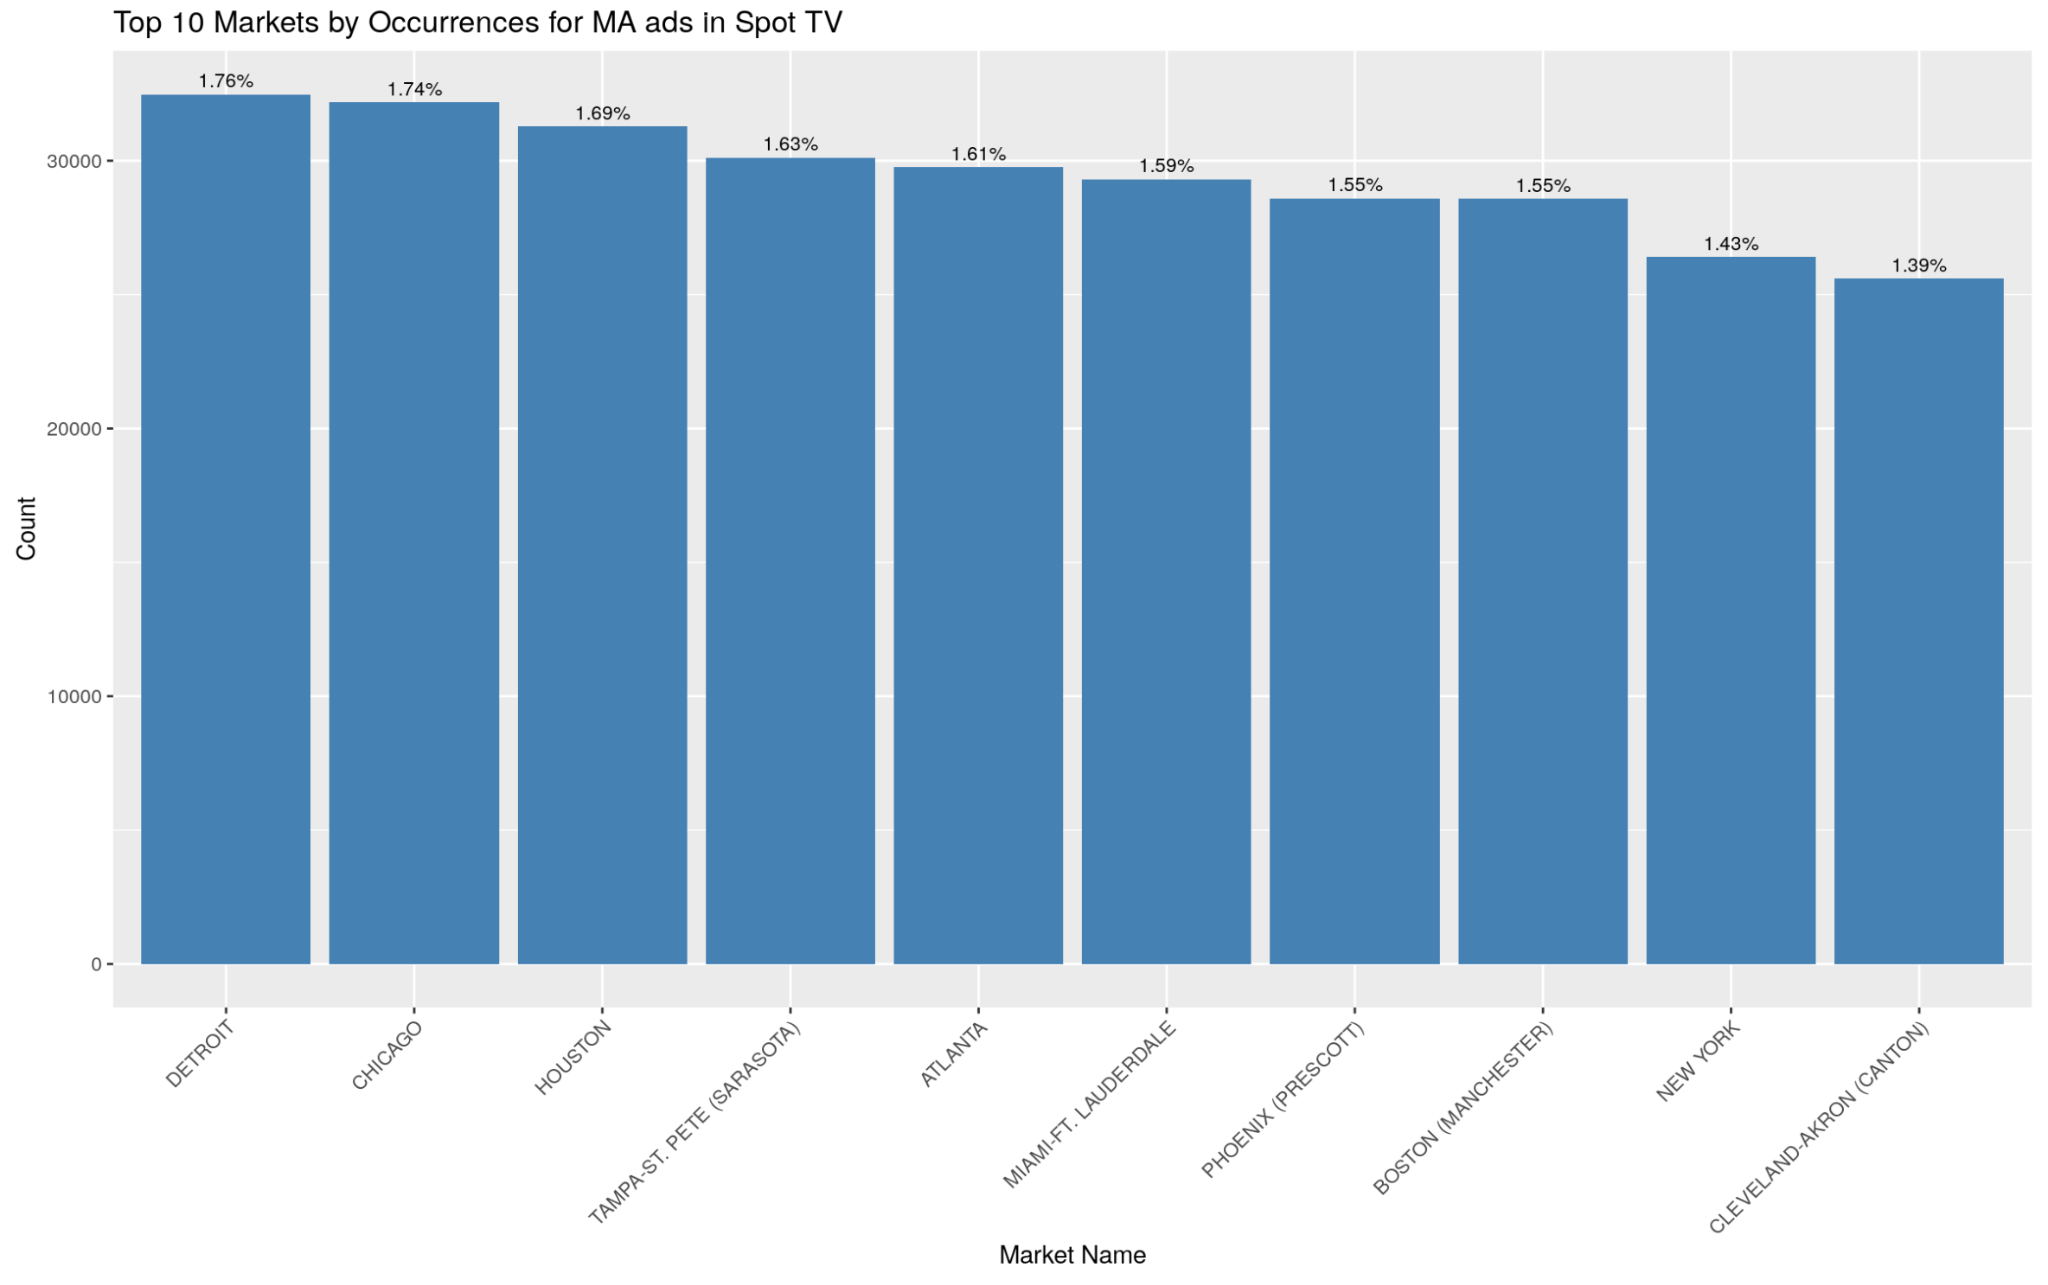 Top 10 Markets by Occurrences for MA ads in Spot TV
1.76%
1.74%
1.69%
1.63%
1.61%
1.59%
1.55%
1.55%
1.43%
1.39%
30000
20000
10000
0
Count
DETROIT
CHICAGO
HOUSTON
TAMPA-ST. PETE (SARASOTA)
ATLANTA
MIAMI-FT. LAUDERDALE
PHOENIX (PRESCOTT)
BOSTON (MANCHESTER)
NEW YORK
CLEVELAND-AKRON (CANTON)
Market Name